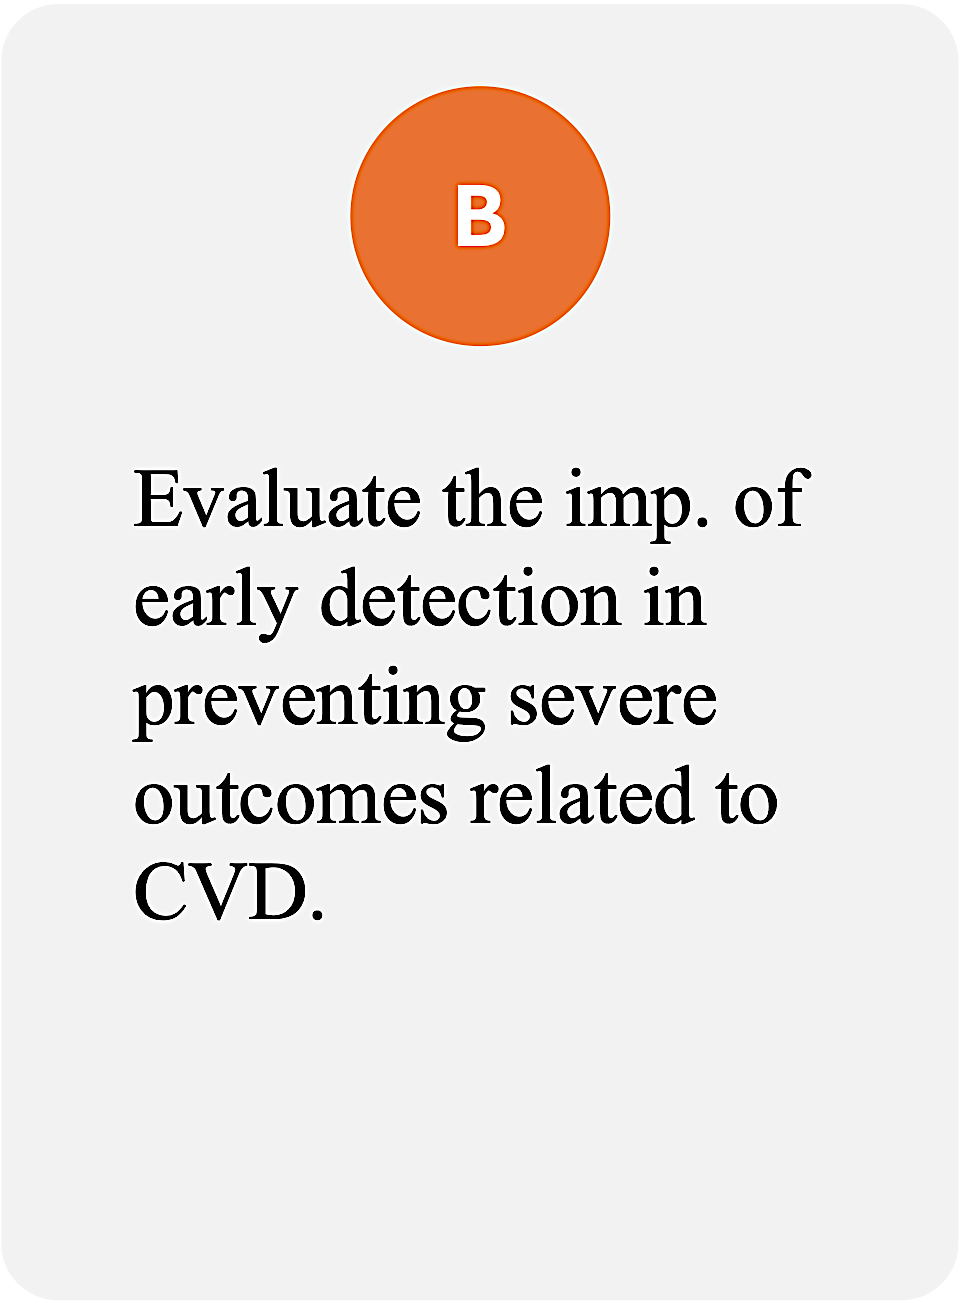 B
Evaluate the imp. of
early detection in
preventing severe
outcomes related to
CVD.